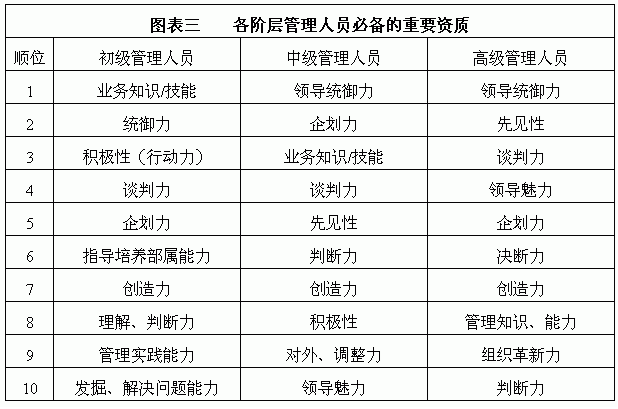 图表三 各阶层管理人员必备的重要资质
顺位 初级管理人员 中级管理人员 高级管理人员
1 业务知识/技能 领导统御力 领导统御力
2 统御力 企划力 先见性
3 积极性（行动力） 业务知识/技能 谈判力
4 谈判力 谈判力 领导魅力
5 企划力 先见性 企划力
6 指导培养部属能力 判断力 决断力
7 创造力 创造力 创造力
8 理解、判断力 积极性 管理知识、能力
9 管理实践能力 对外、调整力 组织革新力
10 发掘、解决问题能力 领导魅力 判断力